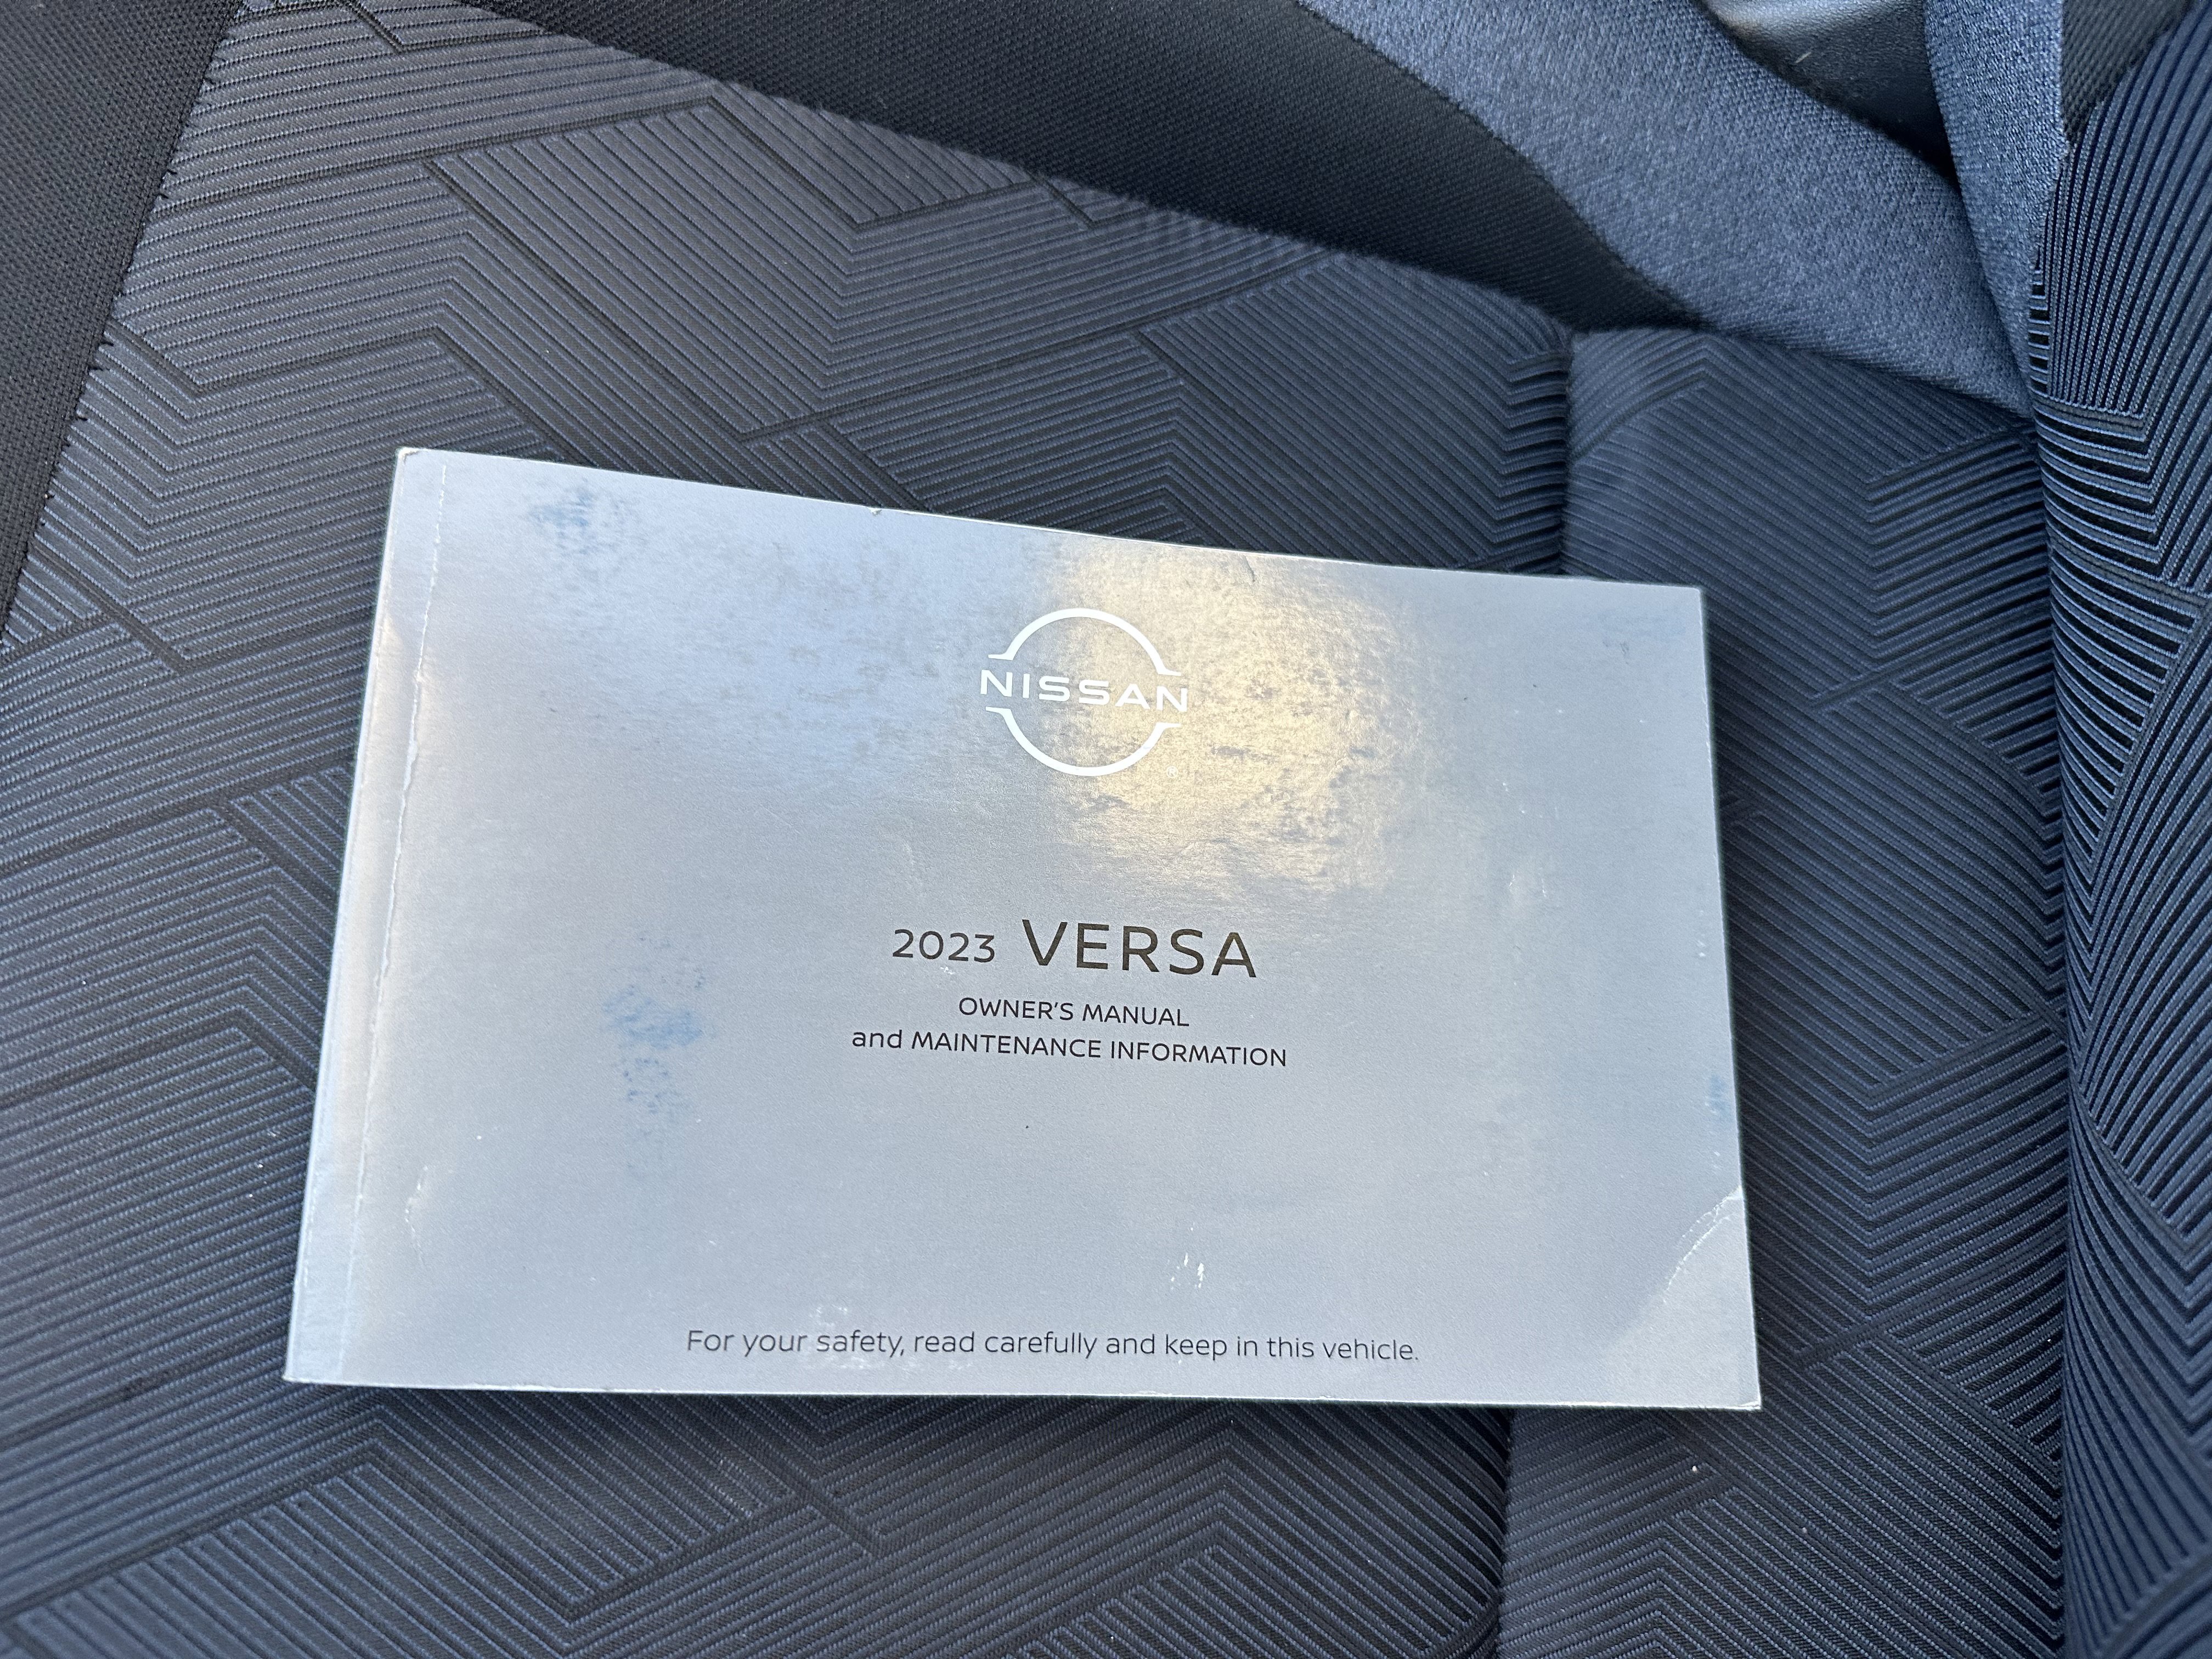 NISSAN
®
2023 VERSA
OWNER'S MANUAL
and MAINTENANCE INFORMATION
For your safety, read carefully and keep in this vehicle.